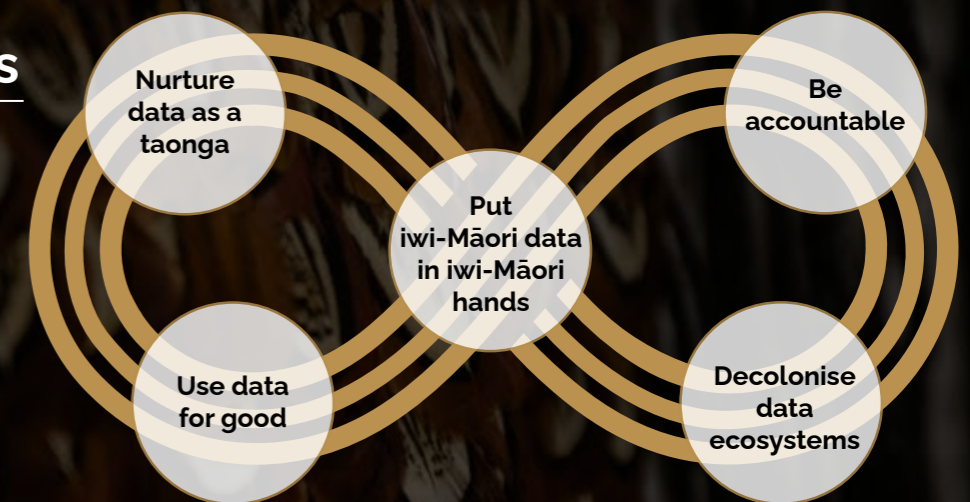 s
Nurture
data as a
taonga
Be
accountable
Put
iwi-Māori data
in iwi-Māori
hands
Use data
for good
Decolonise
data
ecosystems